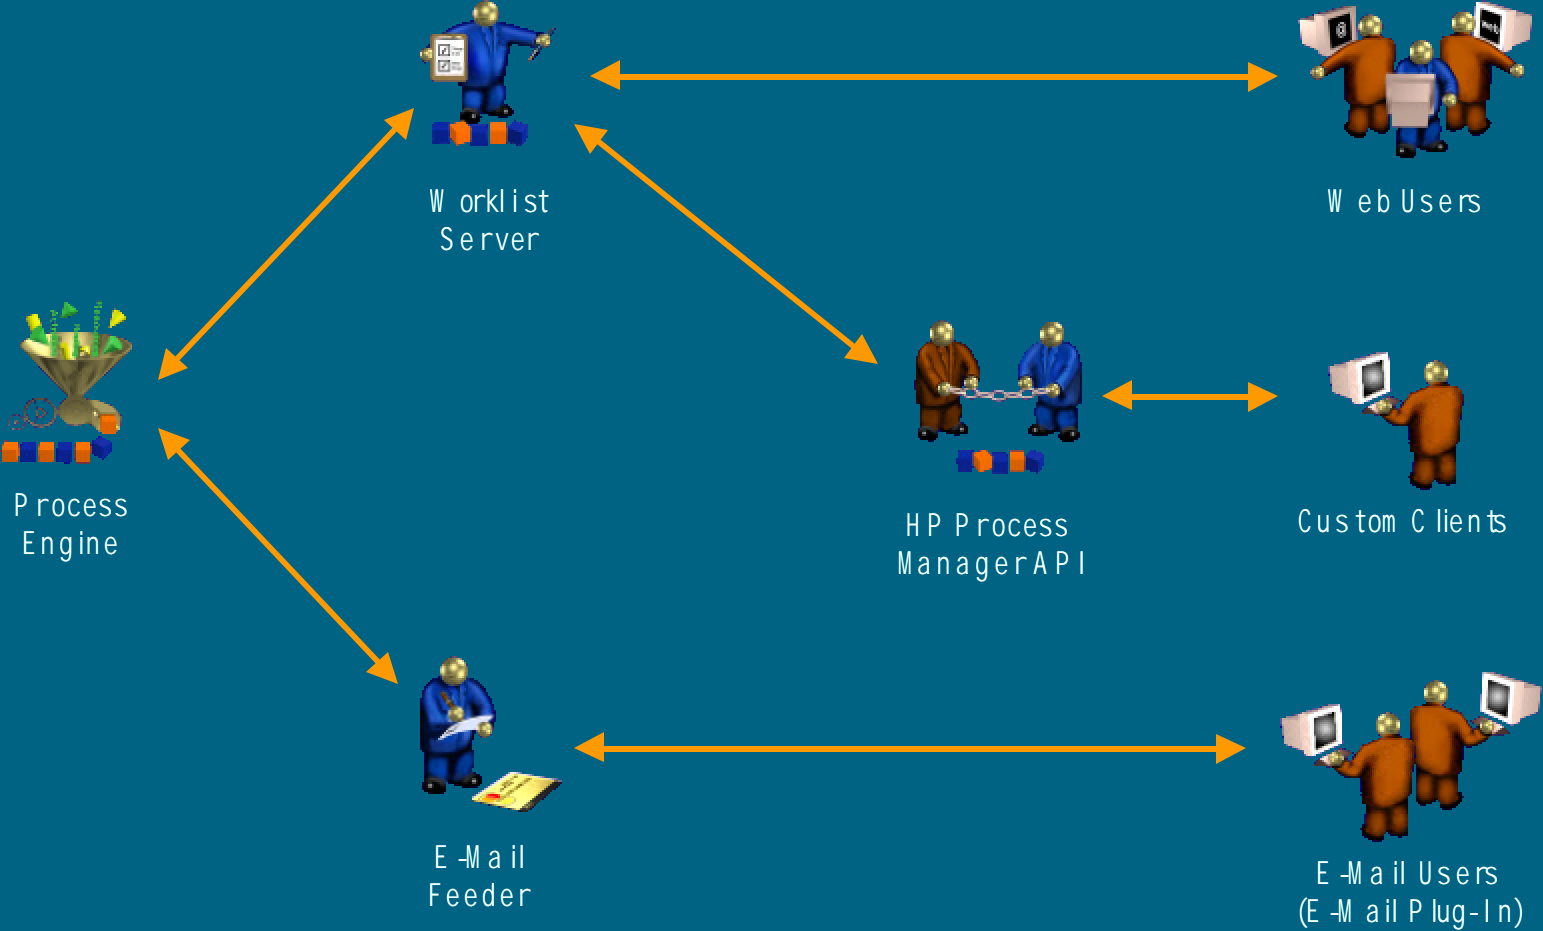 Worklist
Server
Web Users
Process
Engine
HP Process
Manager API
Custom Clients
E-Mail
Feeder
E-Mail Users
(E-Mail Plug-In)
@
web